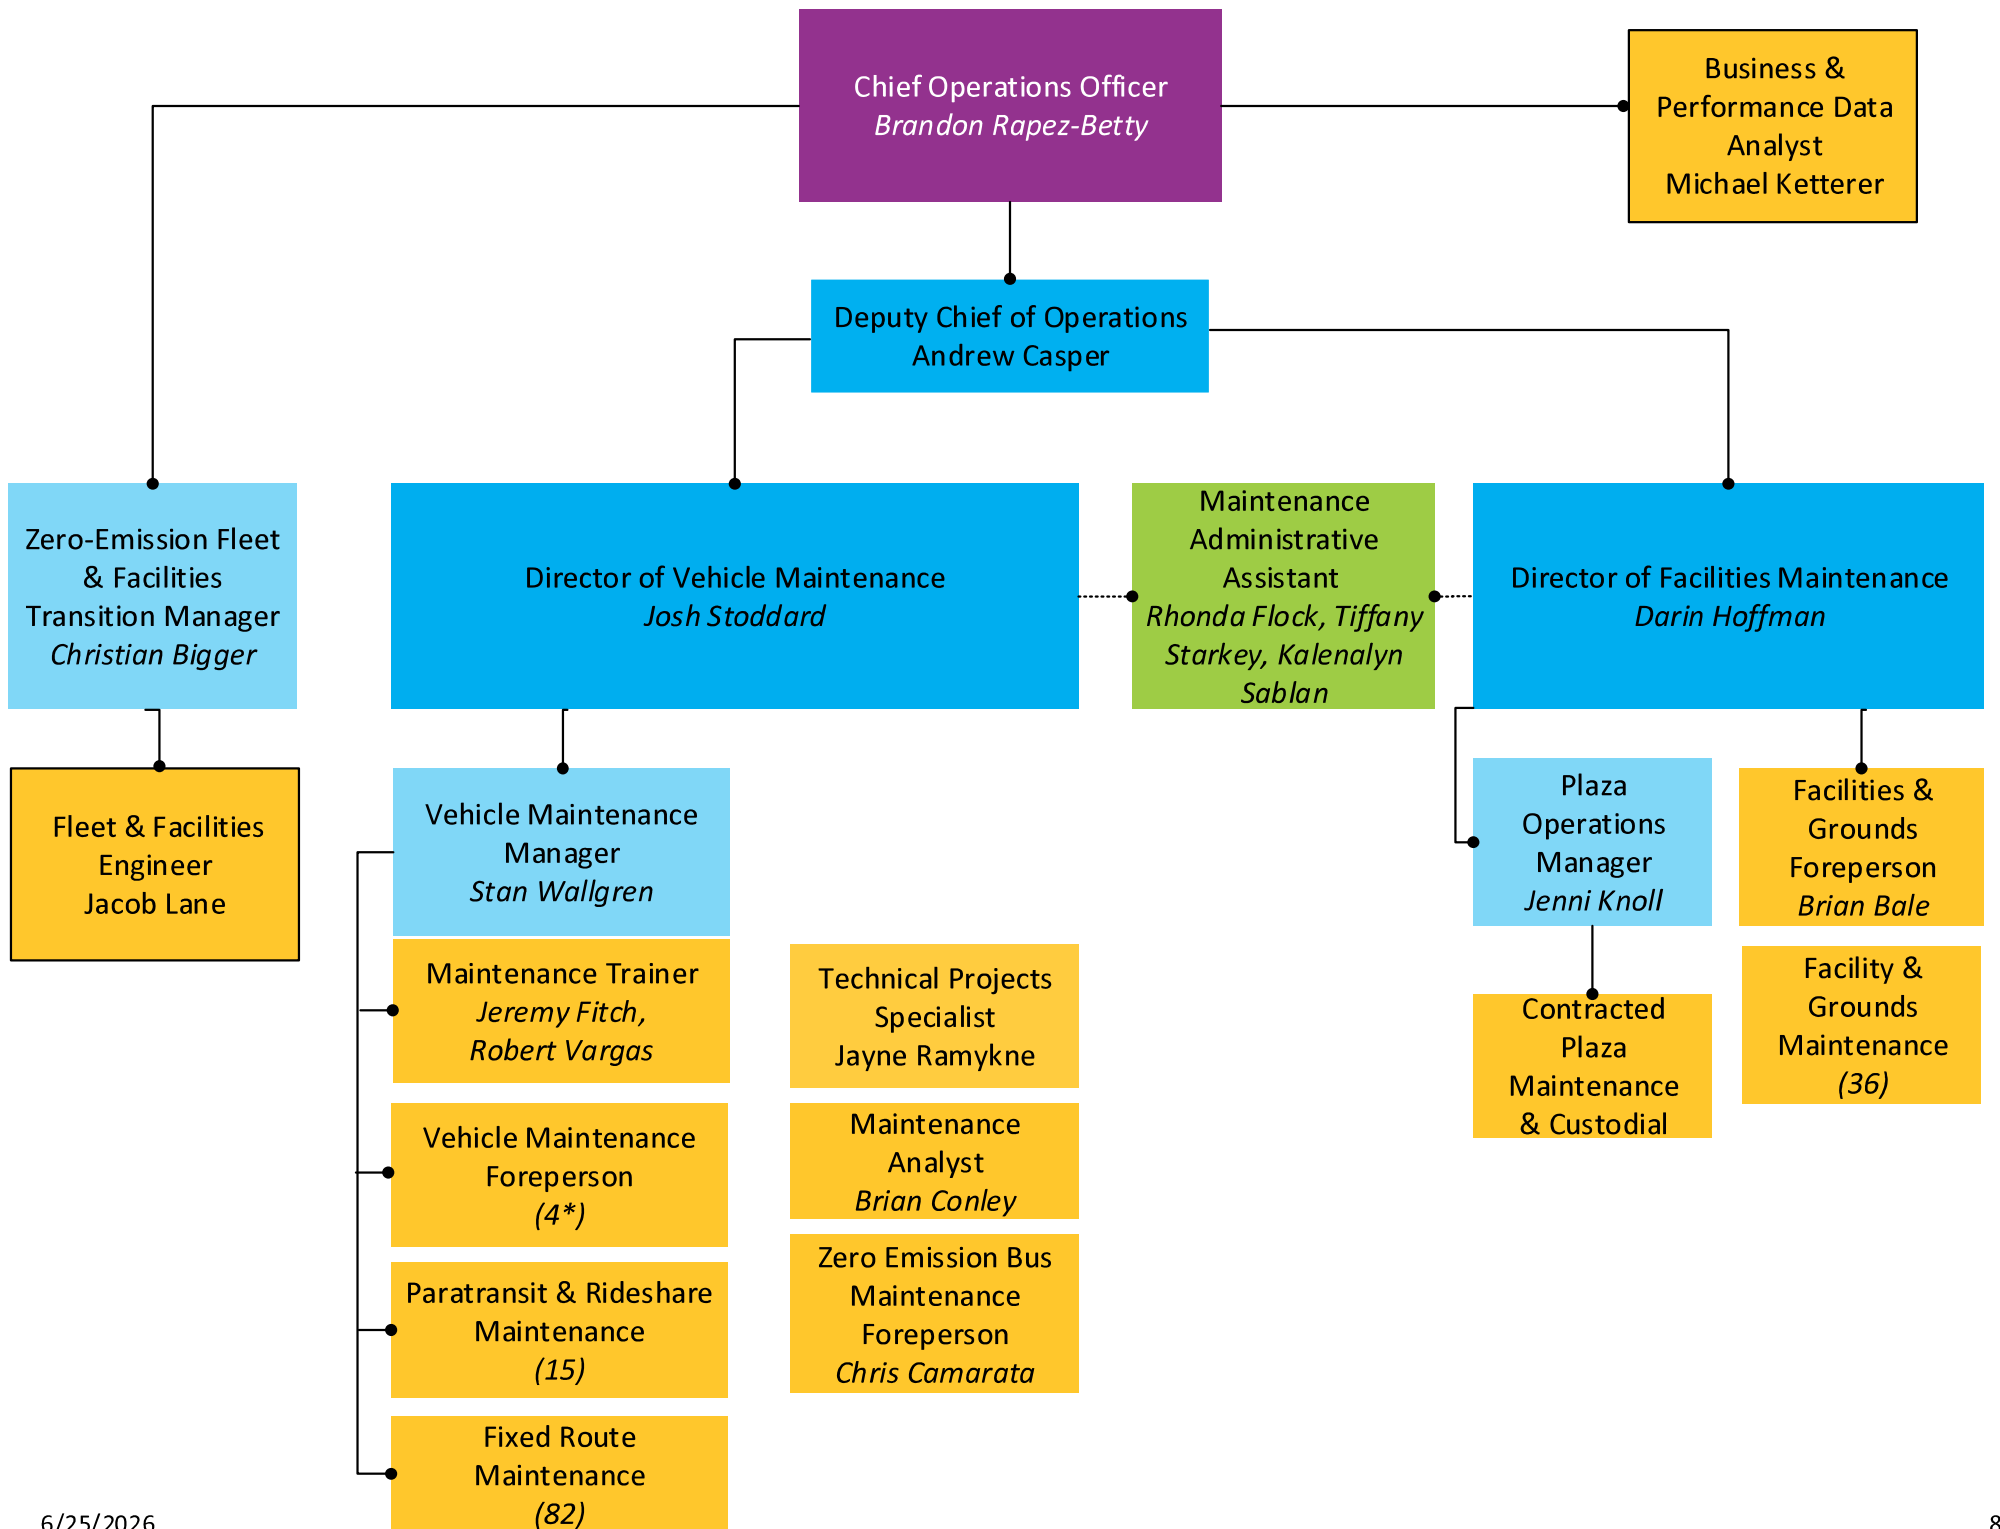 Chief Operations Officer
Brandon Rapez-Betty
Business &
Performance Data
Analyst
Michael Ketterer
Deputy Chief of Operations
Andrew Casper
Zero-Emission Fleet
& Facilities
Transition Manager
Christian Bigger
Director of Vehicle Maintenance
Josh Stoddard
Maintenance
Administrative
Assistant
Rhonda Flock, Tiffany
Starkey, Kalenalyn
Sablan
Director of Facilities Maintenance
Darin Hoffman
Fleet & Facilities
Engineer
Jacob Lane
Vehicle Maintenance
Manager
Stan Wallgren
Maintenance Trainer
Jeremy Fitch,
Robert Vargas
Vehicle Maintenance
Foreperson
(4*)
Paratransit & Rideshare
Maintenance
(15)
Fixed Route
Maintenance
(82)
Technical Projects
Specialist
Jayne Ramykne
Maintenance
Analyst
Brian Conley
Zero Emission Bus
Maintenance
Foreperson
Chris Camarata
Plaza
Operations
Manager
Jenni Knoll
Contracted
Plaza
Maintenance
& Custodial
Facilities &
Grounds
Foreperson
Brian Bale
Facility &
Grounds
Maintenance
(36)
6/25/2026
8